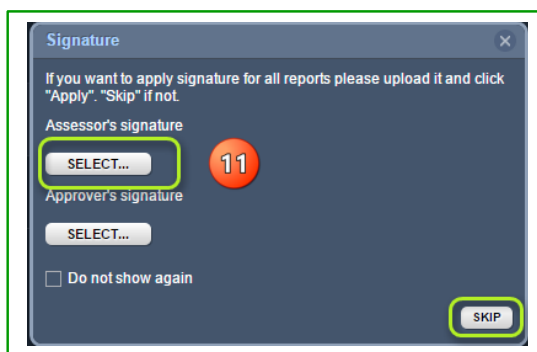 Signature
If you want to apply signature for all reports please upload it and click
"Apply". "Skip" if not.
Assessor's signature
SELECT...
11
Approver's signature
SELECT...
Do not show again
SKIP